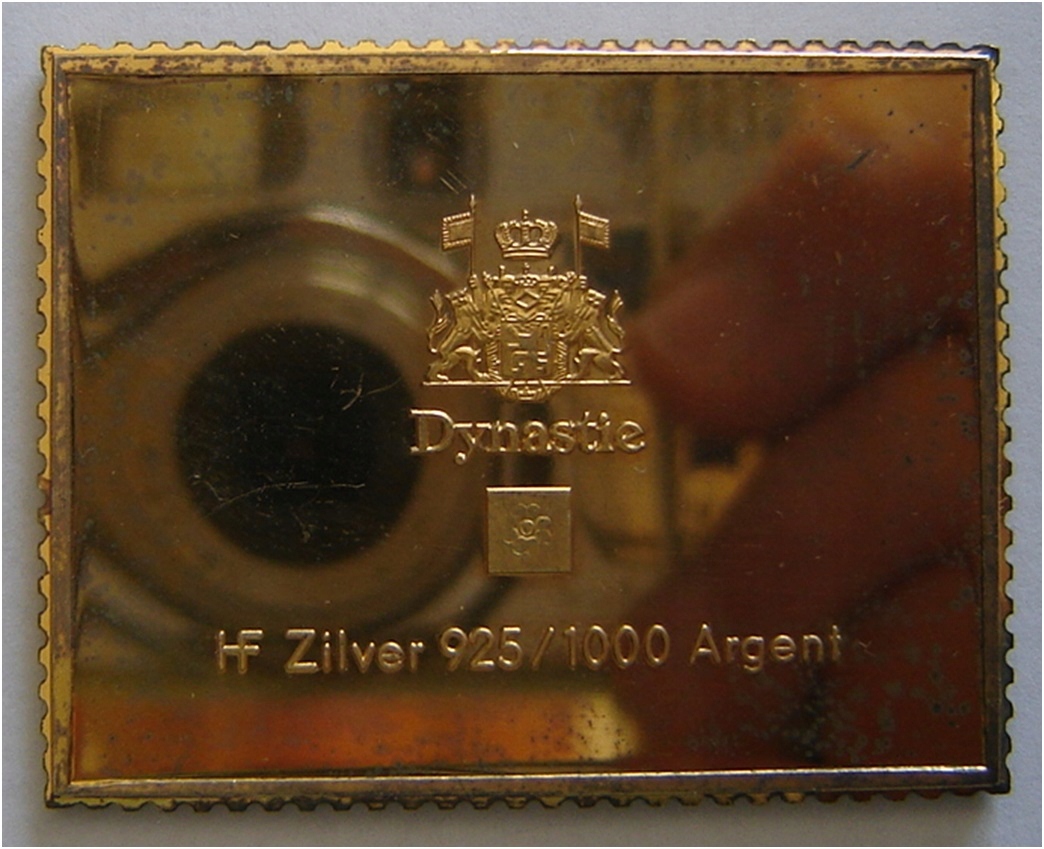 Dynastie
HF Zilver 925/1000 Argent